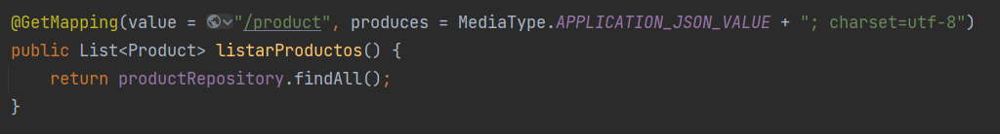 @GetMapping(value = "/product", produces = MediaType.APPLICATION_JSON_VALUE + "; charset=utf-8")
public List<Product> listarProductos() {
    return productRepository.findAll();
}